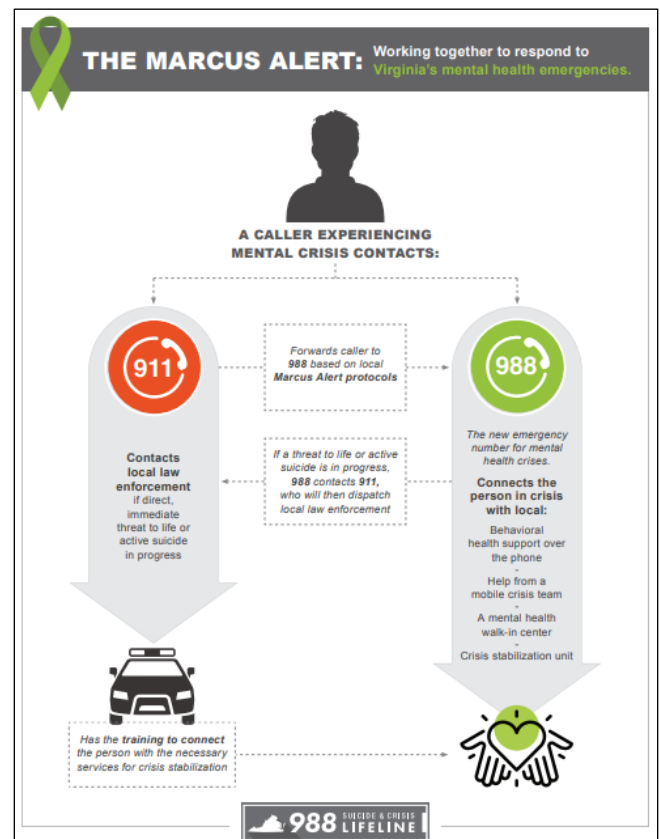 THE MARCUS ALERT:
Working together to respond to
Virginia's mental health emergencies.
A CALLER EXPERIENCING
MENTAL CRISIS CONTACTS:
911
Forwards caller to
988 based on local
Marcus Alert protocols
988
Contacts
local law
enforcement
if direct,
immediate
threat to life or
active suicide
in progress
If a threat to life or active
suicide is in progress,
988 contacts 911,
who will then dispatch
local law enforcement
The new emergency
number for mental
health crises.
Connects the
person in crisis
with local:
Behavioral
health support over
the phone
-
Help from a
mobile crisis team
-
A mental health
walk-in center
-
Crisis stabilization unit
Has the training to connect
the person with the necessary
services for crisis stabilization
988 SUICIDE & CRISIS
LIFELINE